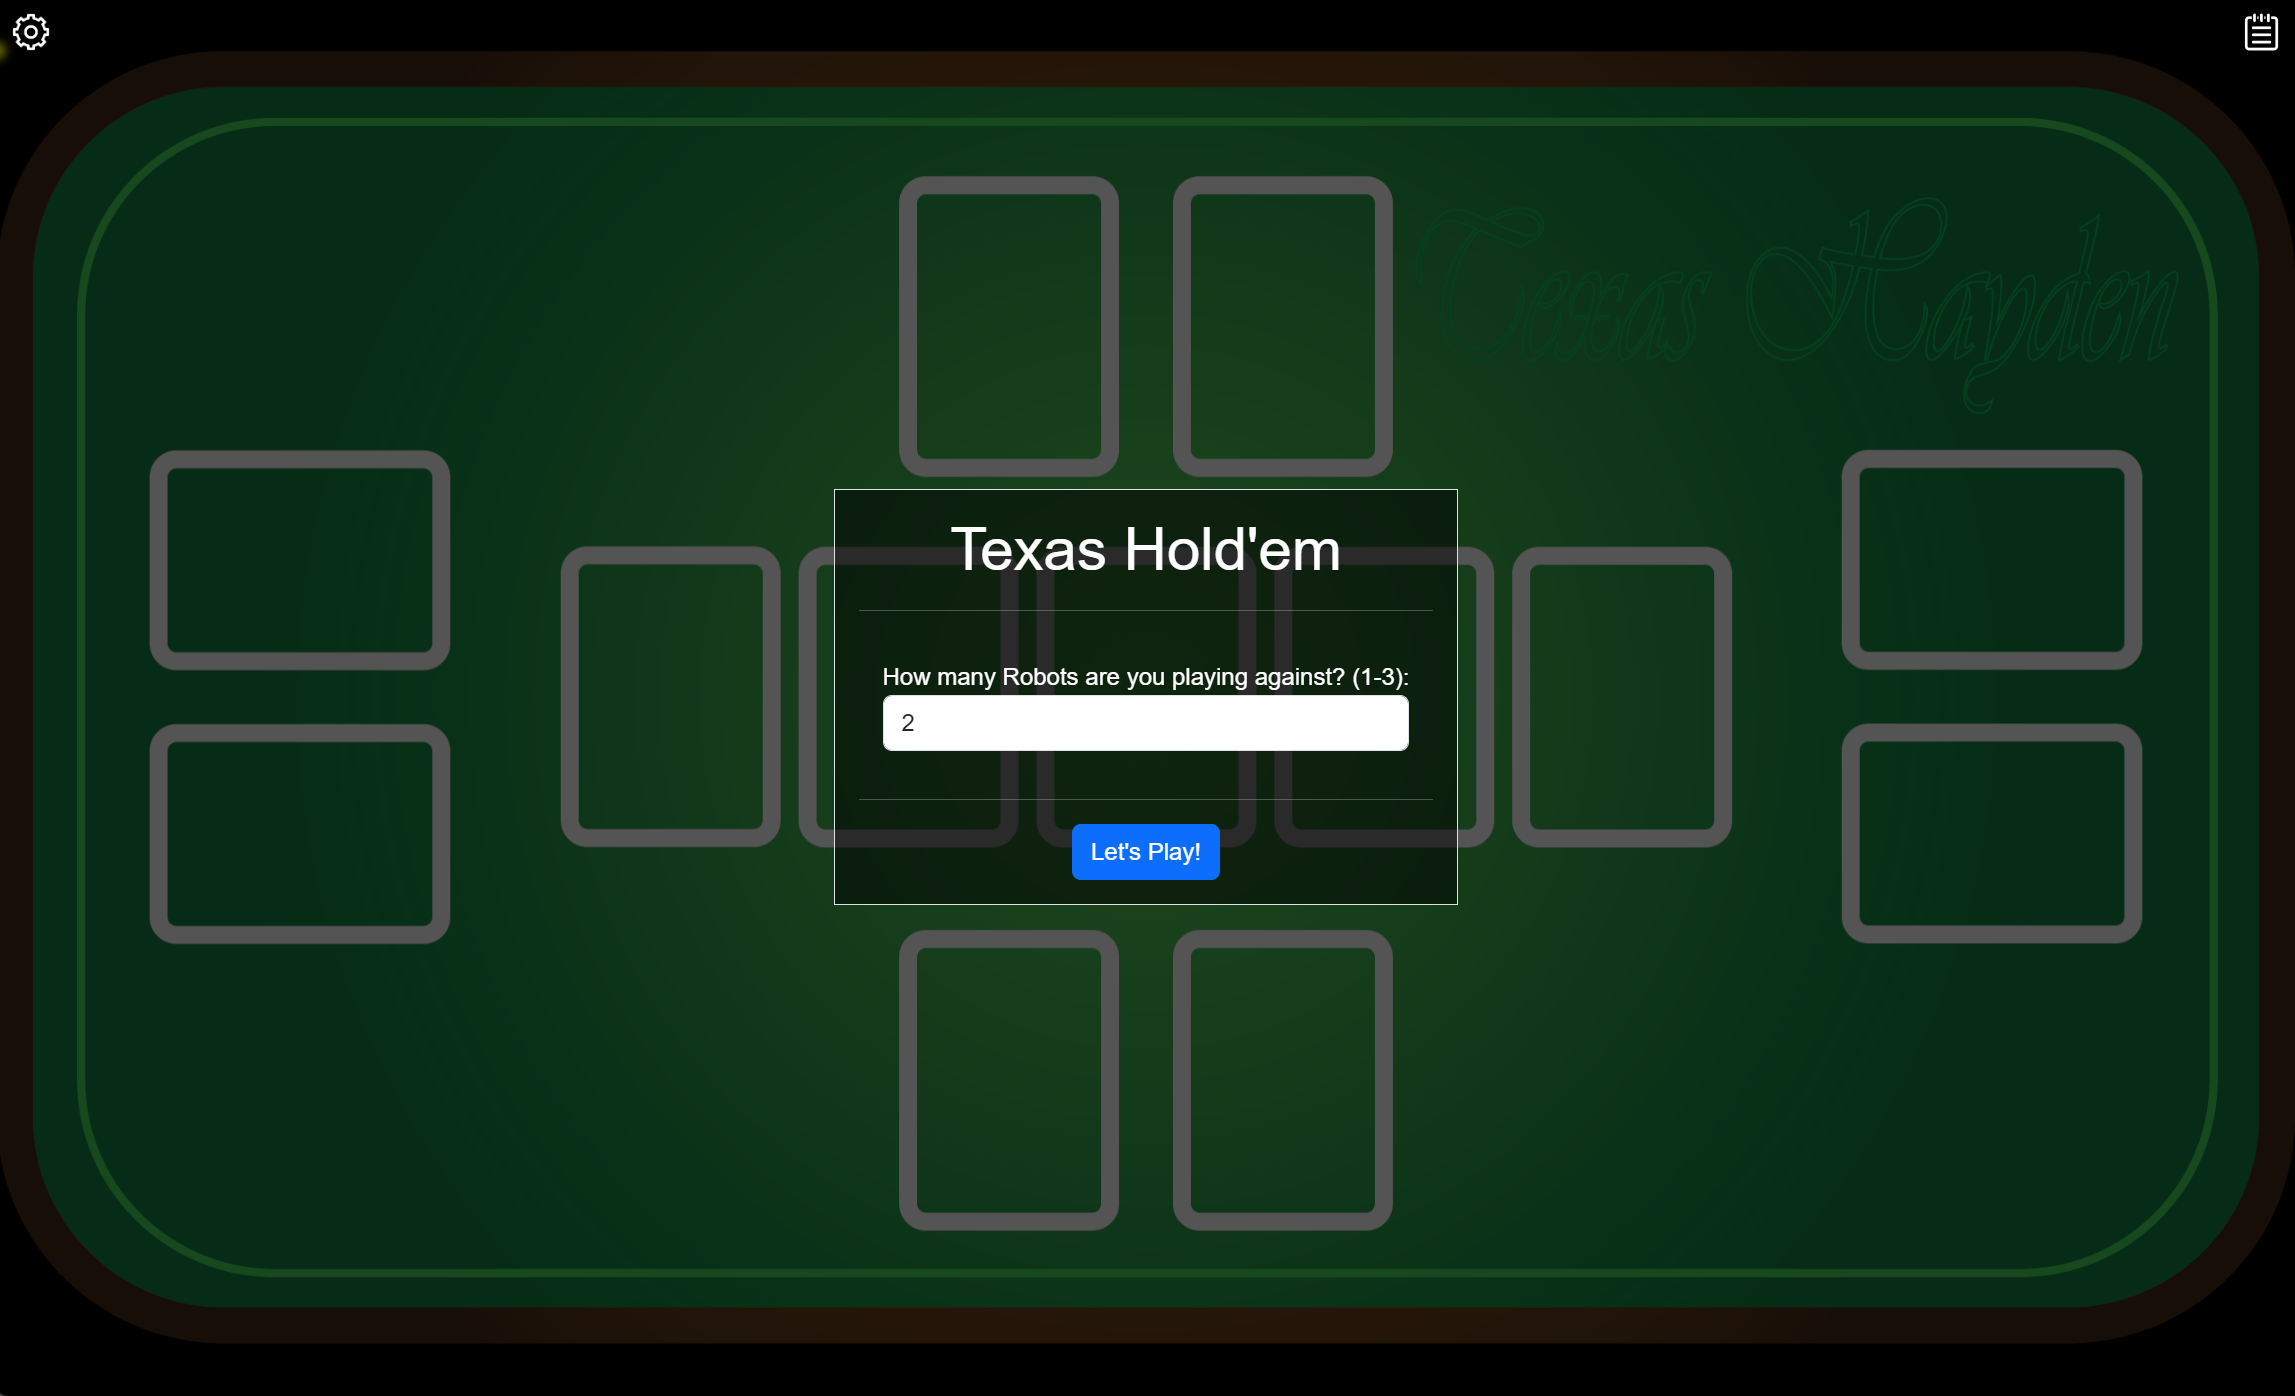 Texas Hayden
Texas Hold'em
How many Robots are you playing against? (1-3):
2
Let's Play!